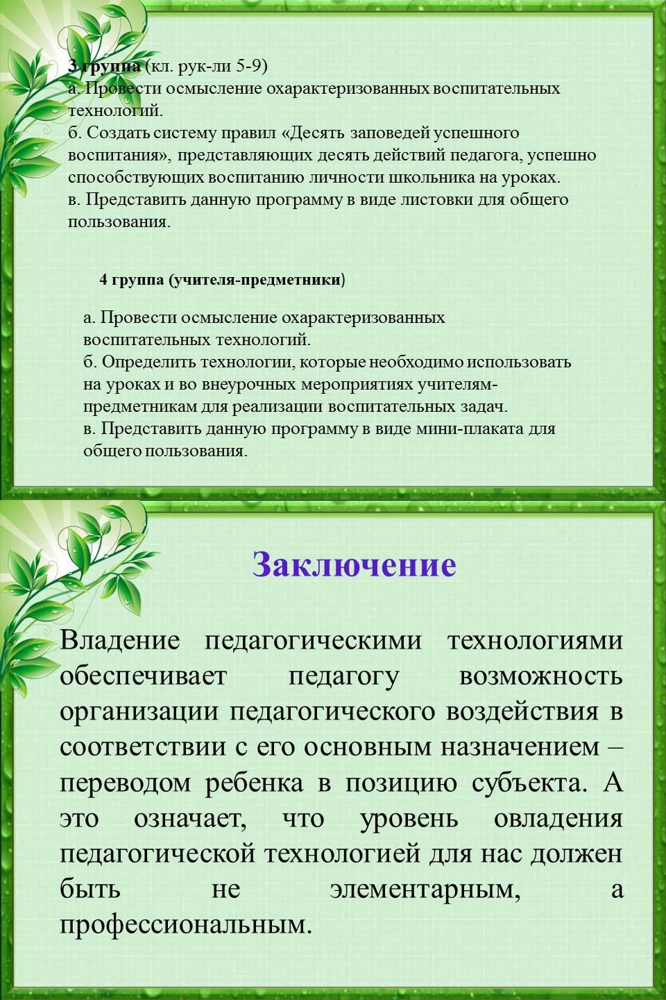 3 группа (кл. рук-ли 5-9)
а. Провести осмысление охарактеризованных воспитательных
технологий.
б. Создать систему правил «Десять заповедей успешного
воспитания», представляющих десять действий педагога, успешно
способствующих воспитанию личности школьника на уроках.
в. Представить данную программу в виде листовки для общего
пользования.
4 группа (учителя-предметники)
а. Провести осмысление охарактеризованных
воспитательных технологий.
б. Определить технологии, которые необходимо использовать
на уроках и во внеурочных мероприятиях учителям-
предметникам для реализации воспитательных задач.
в. Представить данную программу в виде мини-плаката для
общего пользования.
Заключение
Владение педагогическими технологиями
обеспечивает педагогу возможность
организации педагогического воздействия в
соответствии с его основным назначением –
переводом ребенка в позицию субъекта. А
это означает, что уровень овладения
педагогической технологией для нас должен
быть не элементарным, а
профессиональным.